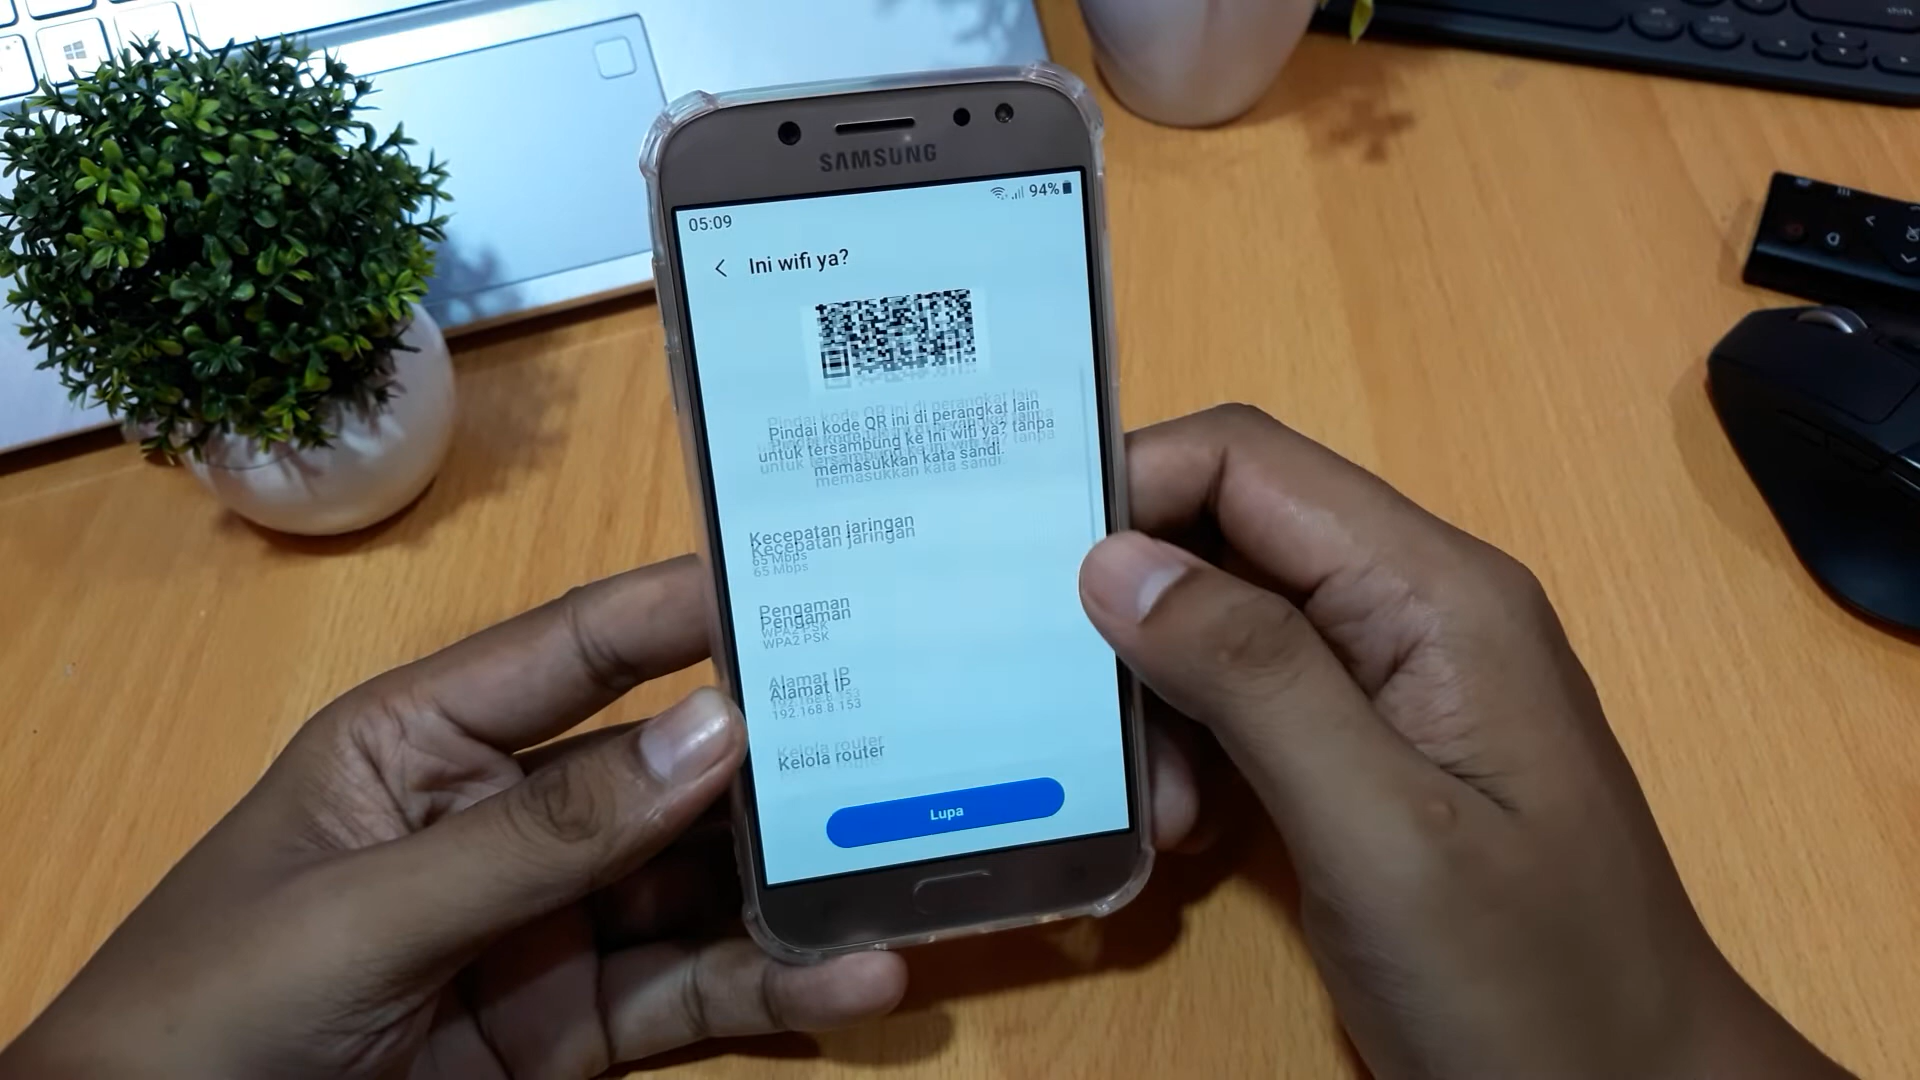 SAMSUNG
94%
05:09
Ini wifi ya?
Pindai kode QR ini di perangkat lain
untuk tersambung ke Ini wifi ya? tanpa
memasukkan kata sandi.
Kecepatan jaringan
65 Mbps
Pengaman
WPA2 PSK
Alamat IP
192.168.8.153
Kelola router
Lupa